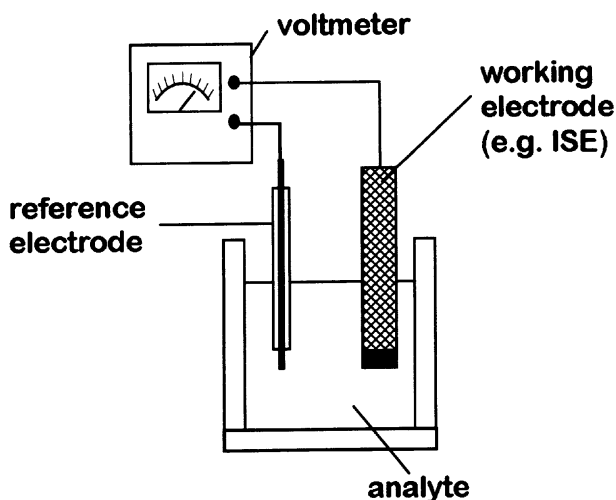 voltmeter
working
electrode
(e.g. ISE)
reference
electrode
analyte